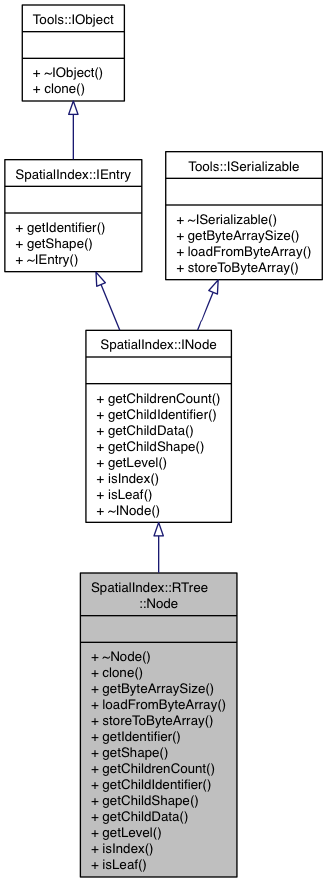 Tools::IObject
+ ~IObject()
+ clone()
SpatialIndex::IEntry
+ getIdentifier()
+ getShape()
+ ~IEntry()
Tools::ISerializable
+ ~ISerializable()
+ getByteArraySize()
+ loadFromByteArray()
+ storeToByteArray()
SpatialIndex::INode
+ getChildrenCount()
+ getChildIdentifier()
+ getChildData()
+ getChildShape()
+ getLevel()
+ isIndex()
+ isLeaf()
+ ~INode()
SpatialIndex::RTree
::Node
+ ~Node()
+ clone()
+ getByteArraySize()
+ loadFromByteArray()
+ storeToByteArray()
+ getIdentifier()
+ getShape()
+ getChildrenCount()
+ getChildIdentifier()
+ getChildShape()
+ getChildData()
+ getLevel()
+ isIndex()
+ isLeaf()